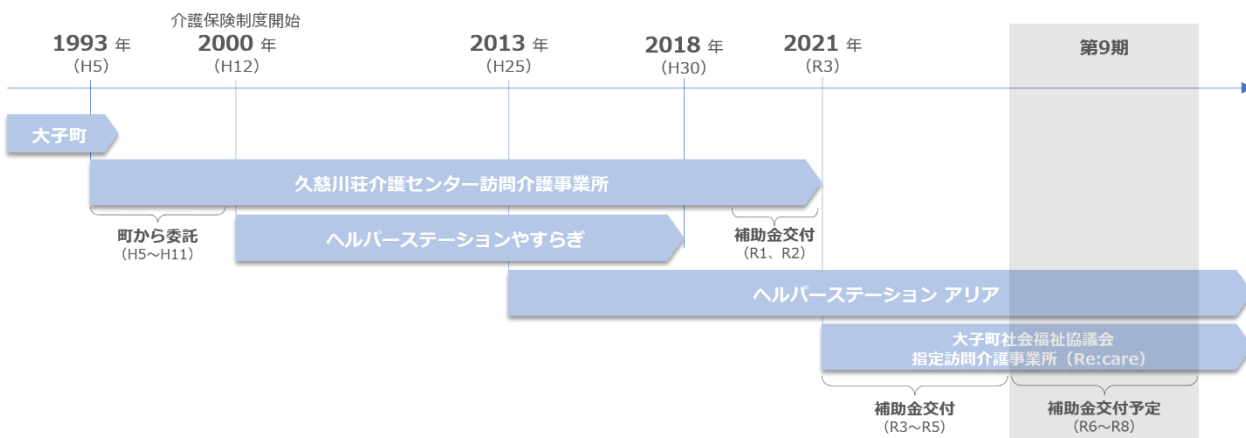 介護保険制度開始
1993 年
(H5)
2000 年
(H12)
2013 年
(H25)
2018 年
(H30)
2021 年
(R3)
第9期
大子町
久慈川荘介護センター訪問介護事業所
町から委託
(H5～H11)
ヘルパーステーションやすらぎ
補助金交付
(R1、R2)
ヘルパーステーション アリア
大子町社会福祉協議会
指定訪問介護事業所（Re:care）
補助金交付
(R3～R5)
補助金交付予定
(R6～R8)